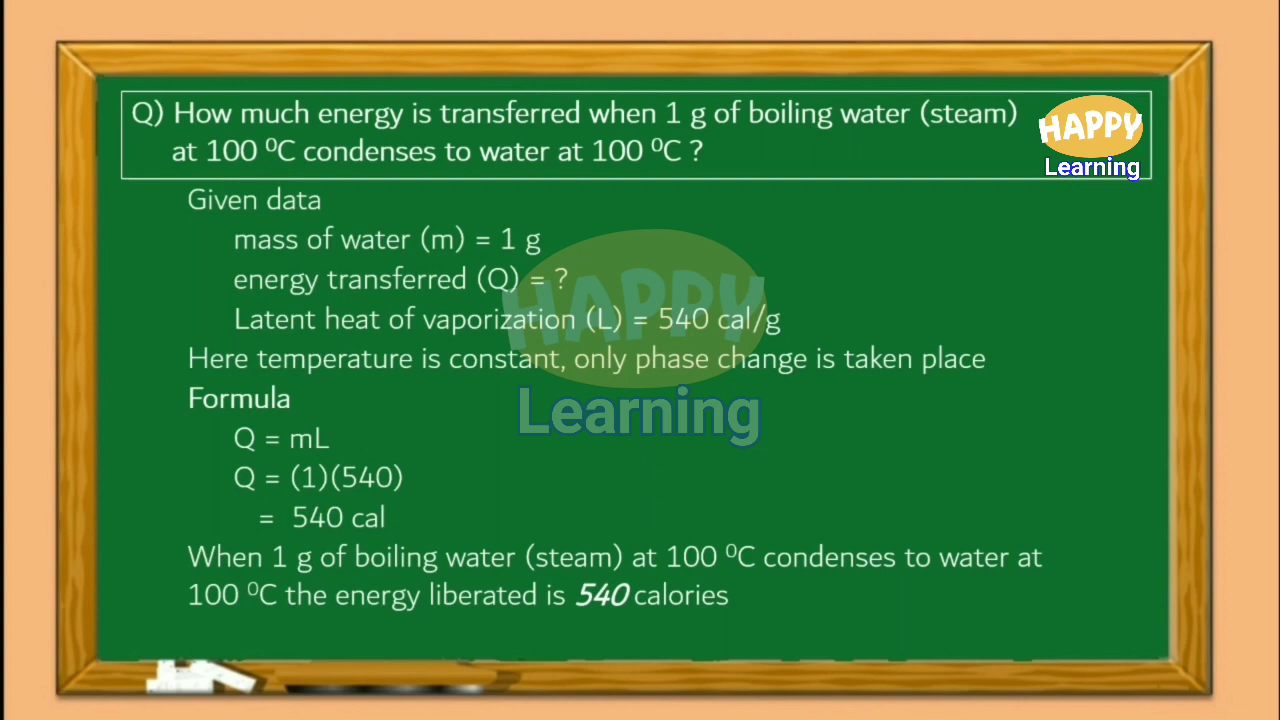 Q) How much energy is transferred when 1 g of boiling water (steam)
at 100 ⁰C condenses to water at 100 ⁰C ?
HAPPY
Learning
Given data
mass of water (m) = 1 g
energy transferred (Q) = ?
Latent heat of vaporization (L) = 540 cal/g
Here temperature is constant, only phase change is taken place
Formula
Q = mL
Q = (1)(540)
= 540 cal
When 1 g of boiling water (steam) at 100 ⁰C condenses to water at
100 ⁰C the energy liberated is 540 calories
HAPPY
Learning